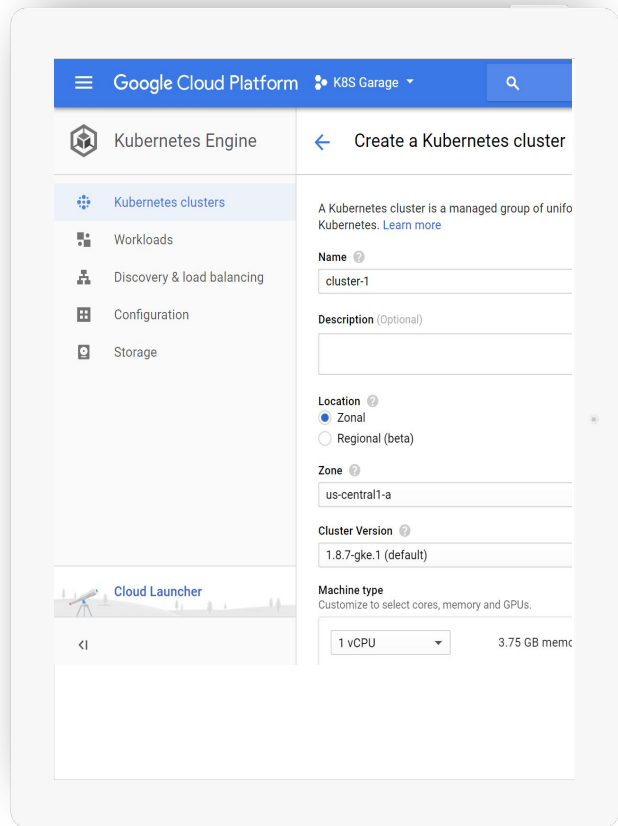 Google Cloud Platform
K8S Garage
Kubernetes Engine
Create a Kubernetes cluster
Kubernetes clusters
Workloads
Discovery & load balancing
Configuration
Storage
Cloud Launcher
A Kubernetes cluster is a managed group of unifo
Kubernetes. Learn more
Name
cluster-1
Description (Optional)
Location
Zonal
Regional (beta)
Zone
us-central1-a
Cluster Version
1.8.7-gke.1 (default)
Machine type
Customize to select cores, memory and GPUs.
1 vCPU
3.75 GB memo